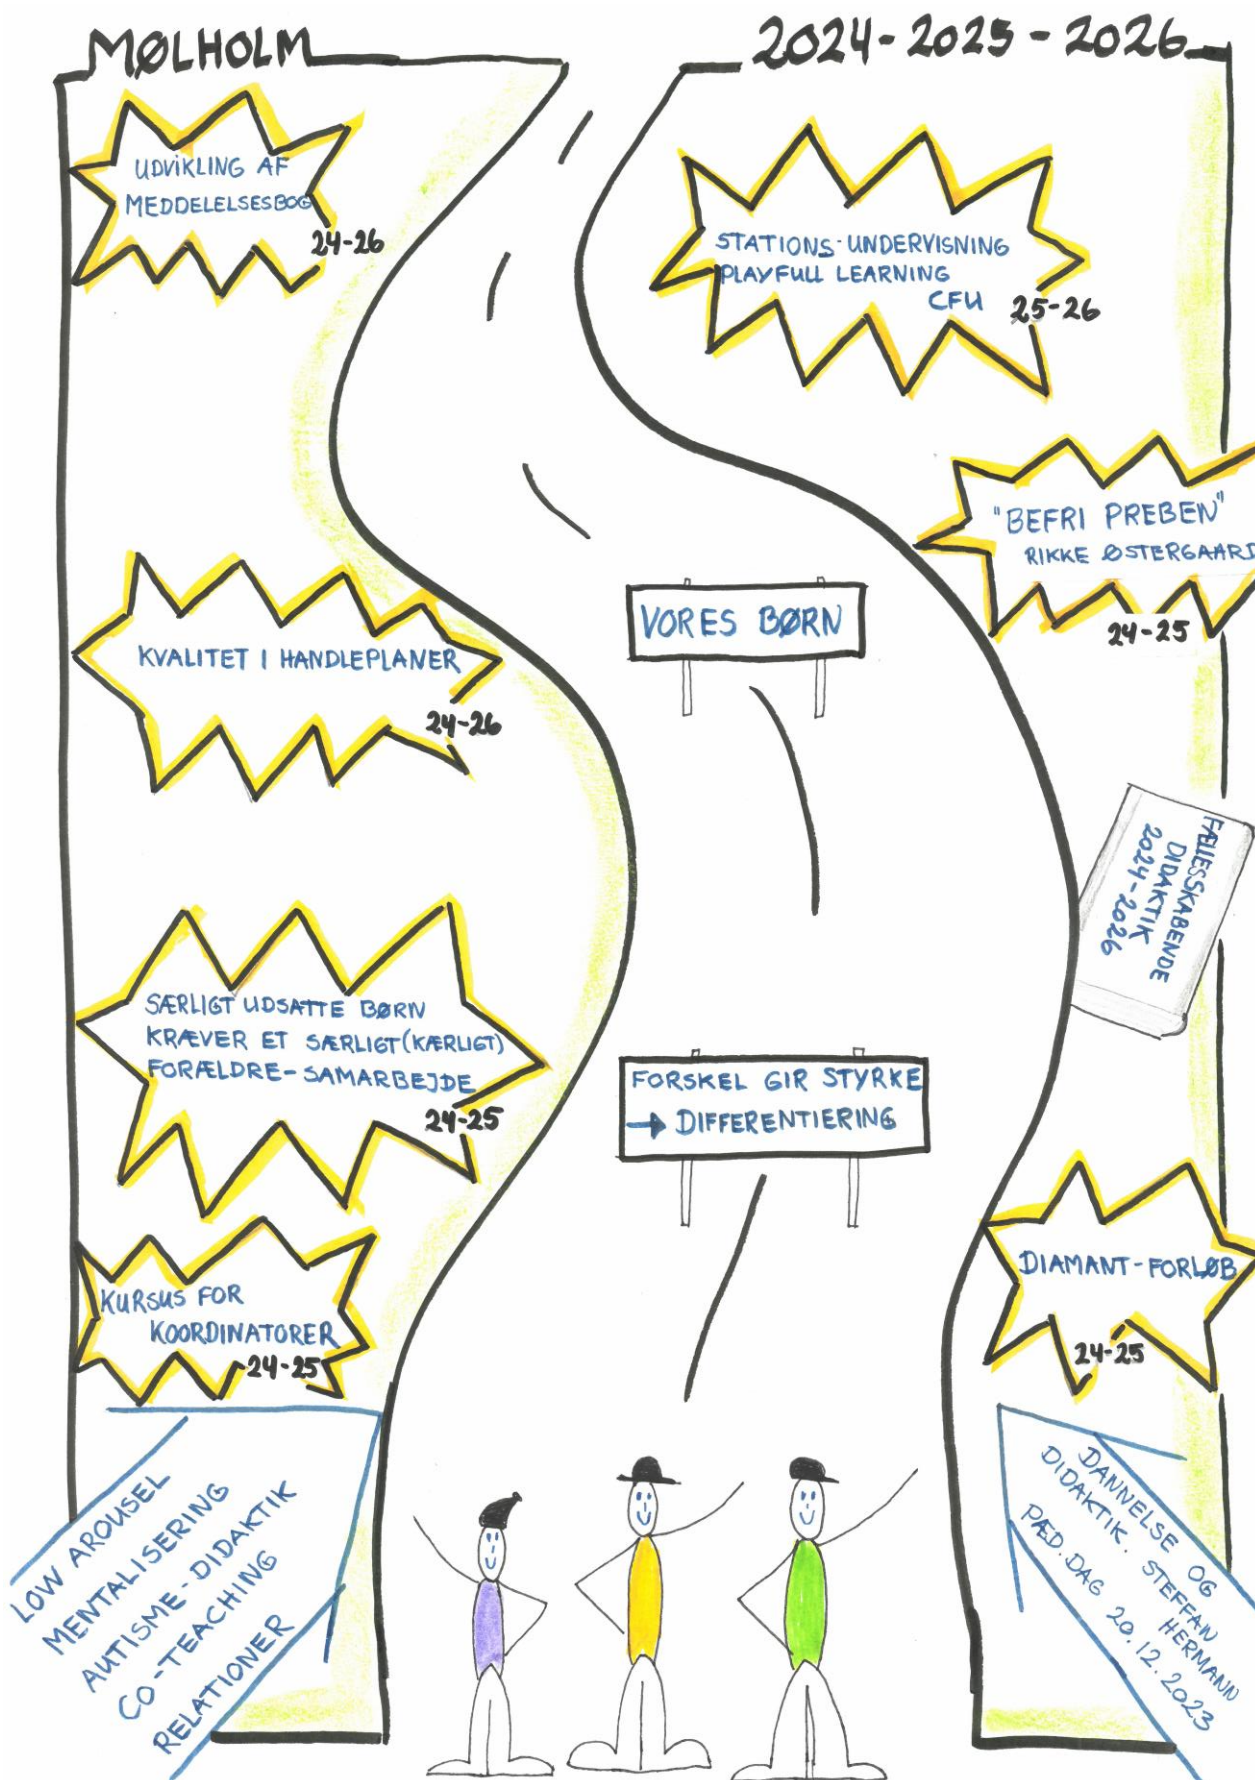 MØLHOLM
2024-2025-2026
UDVIKLING AF
MEDDELELSESBOG
24-26
STATIONS-UNDERVISNING
PLAYFULL LEARNING
CFU
25-26
"BEFRI PREBEN"
RIKKE ØSTERGAARD
24-25
VORES BØRN
KVALITET I HANDLEPLANER
24-26
FÆLLESSKABENDE
DIDAKTIK
2024-2026
SÆRLIGT UDSATTE BØRN
KRÆVER ET SÆRLIGT (KÆRLIGT)
FORÆLDRE-SAMARBEJDE
24-25
FORSKEL GIR STYRKE
→ DIFFERENTIERING
DIAMANT-FORLØB
24-25
KURSUS FOR
KOORDINATORER
24-25
LOW AROUSEL
MENTALISERING
AUTISME-DIDAKTIK
CO-TEACHING
RELATIONER
DANNELSE OG
DIDAKTIK. STEFFAN
HERMANN
PÆD.DAG 20.12.2023